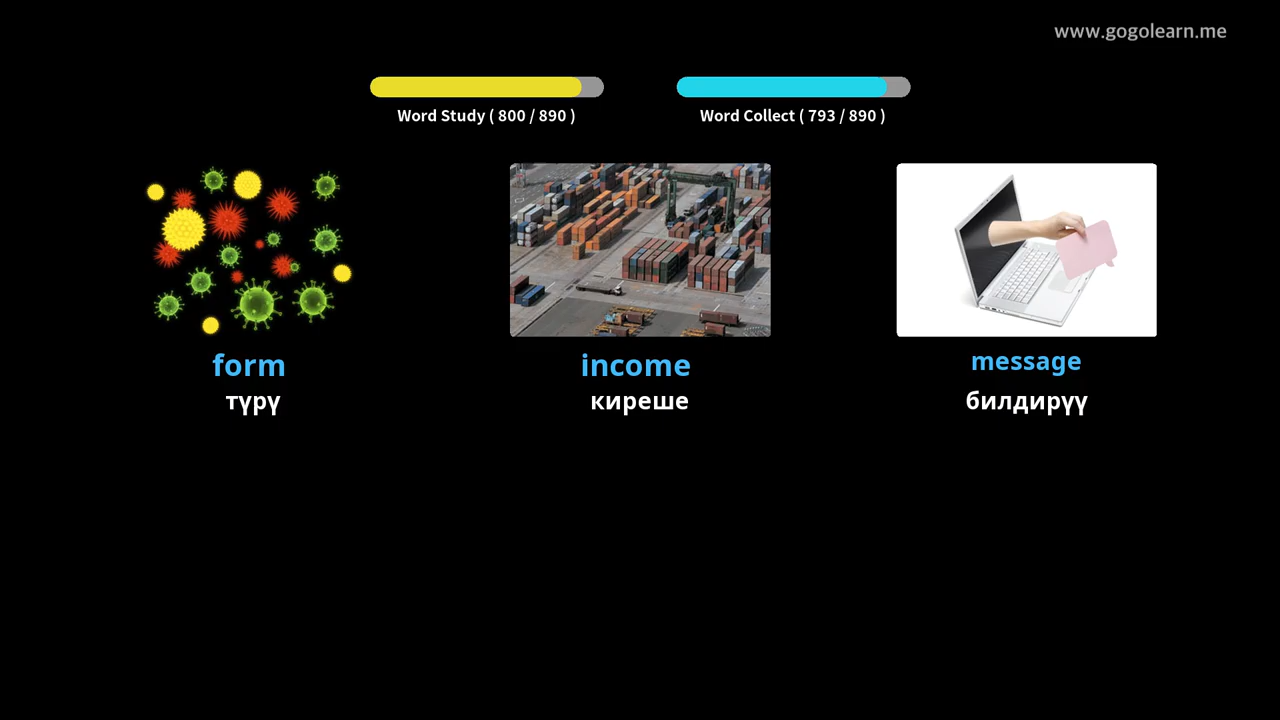 www.gogolearn.me
Word Study ( 800 / 890 )
Word Collect ( 793 / 890 )
form
түрү
income
киреше
message
билдирүү